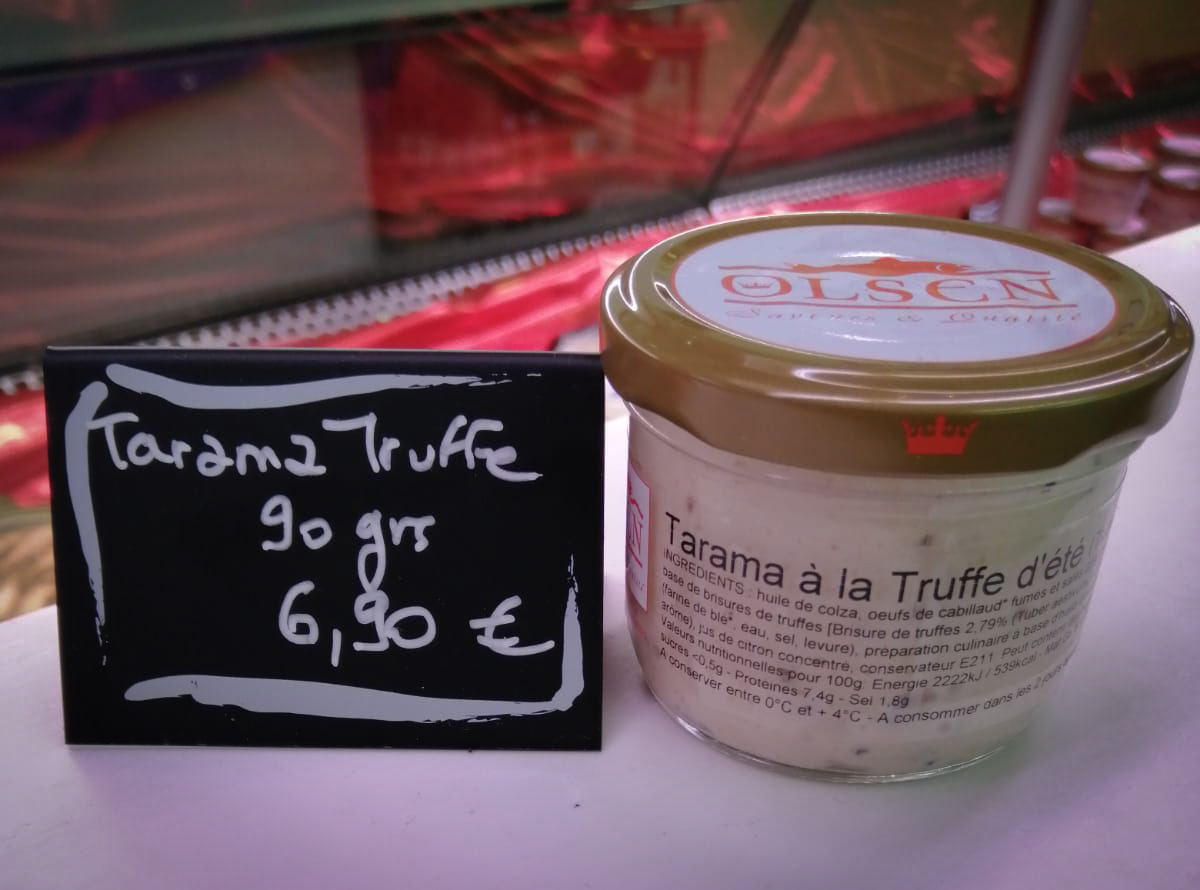 Tarama Truffe
90 grs
6,90 €
OLSEN
Saveurs & Qualité
Tarama à la Truffe d'été
INGREDIENTS : huile de colza, oeufs de cabillaud* fumés et salés
base de brisures de truffes [Brisure de truffes 2,79% (Tuber aestivum
(farine de blé*, eau, sel, levure), préparation culinaire à base d'huile
arôme), jus de citron concentré, conservateur E211. Peut contenir
Valeurs nutritionnelles pour 100g: Energie 2222kJ / 539kcal - Mat
sucres <0,5g - Protéines 7,4g - Sel 1,8g
A conserver entre 0°C et + 4°C - A consommer dans les 2 jours